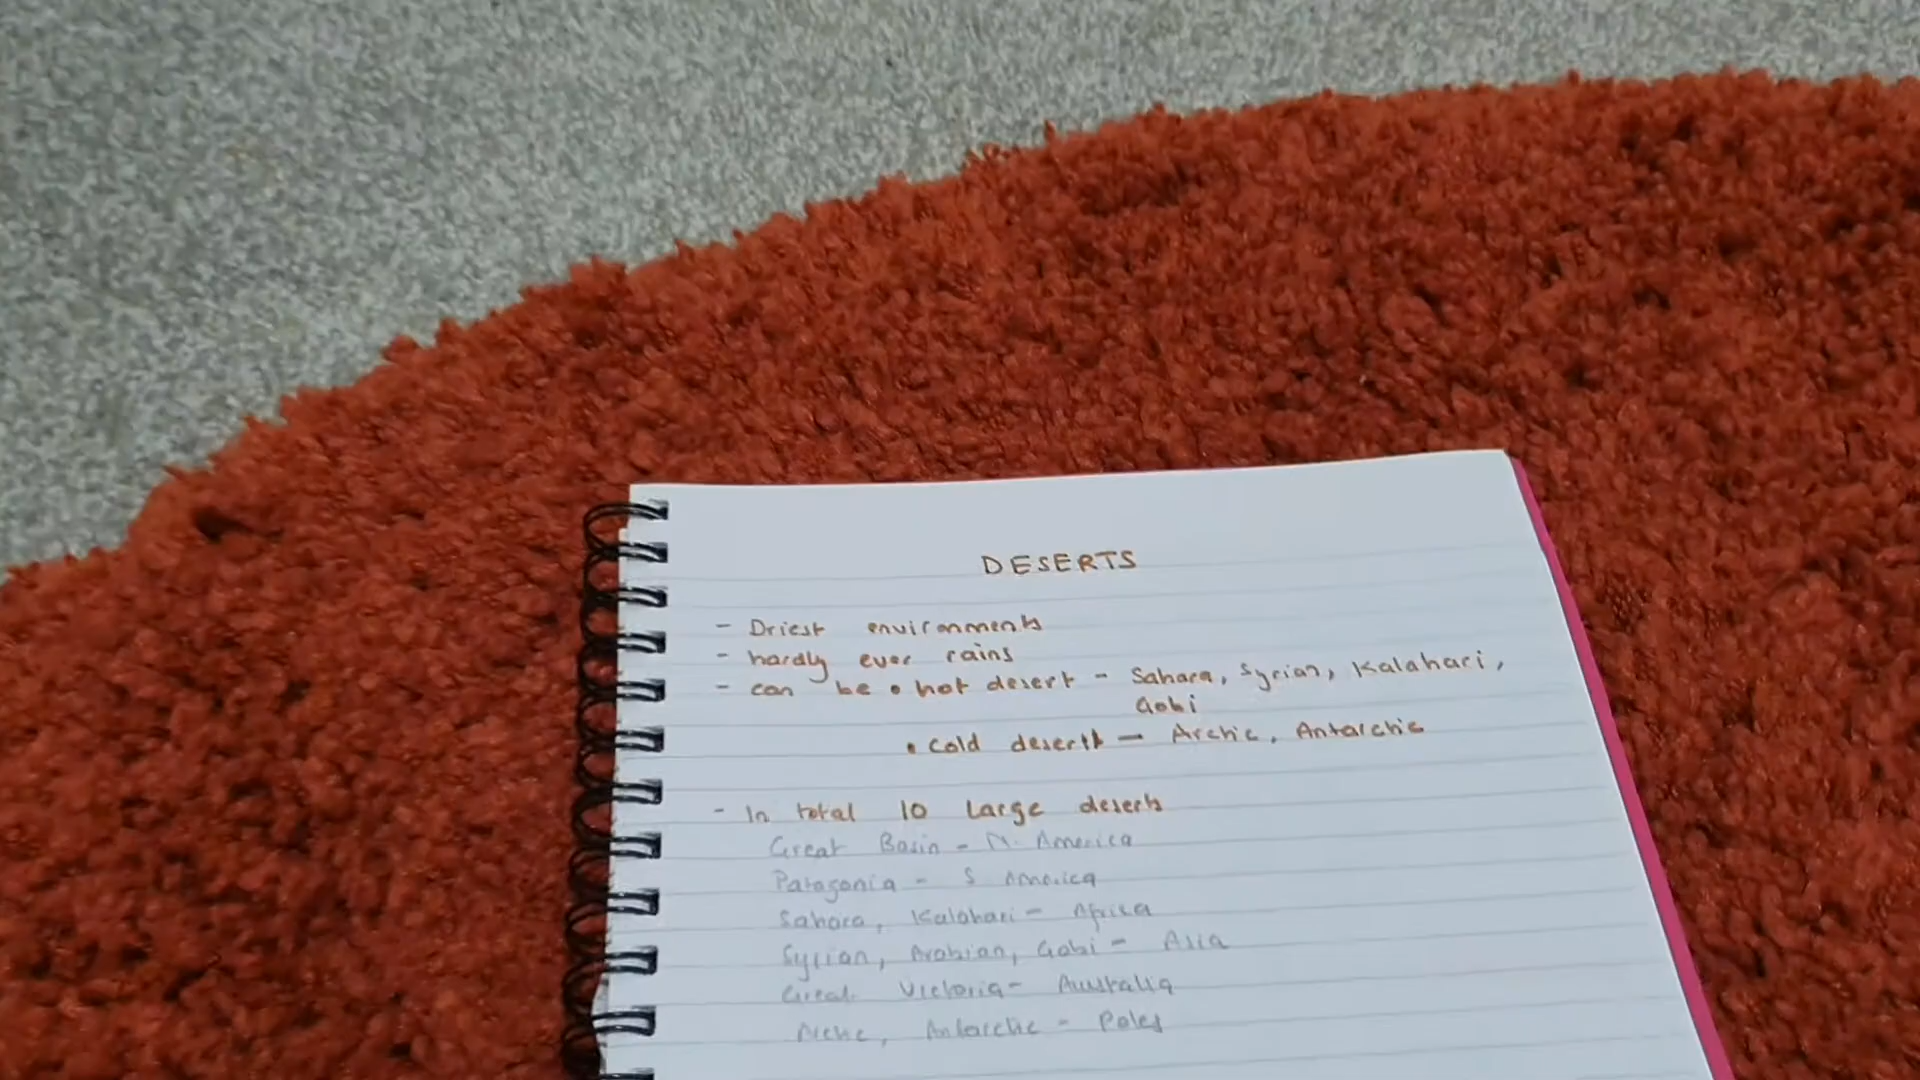 DESERTS
- Driest environments
- hardly ever rains
- can be • hot desert - Sahara, Syrian, Kalahari,
Gobi
• cold desert - Arctic, Antarctic
- In total 10 Large deserts
Great Basin - N. America
Patagonia - S America
Sahara, Kalahari - Africa
Syrian, Arabian, Gobi - Asia
Great Victoria - Australia
Arctic, Antarctic - Poles